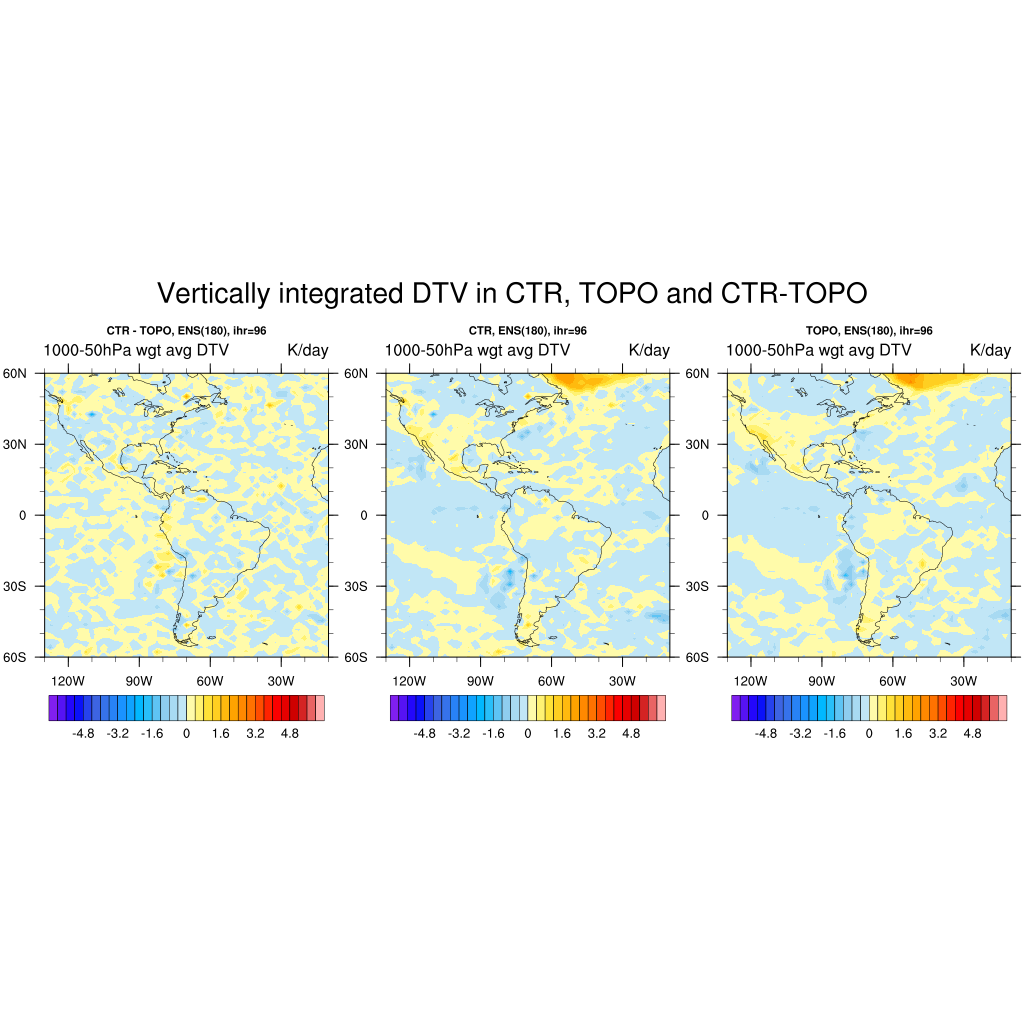 Vertically integrated DTV in CTR, TOPO and CTR-TOPO
CTR - TOPO, ENS(180), ihr=96
1000-50hPa wgt avg DTV K/day
60N
30N
0
30S
60S
120W 90W 60W 30W
-4.8 -3.2 -1.6 0 1.6 3.2 4.8
CTR, ENS(180), ihr=96
1000-50hPa wgt avg DTV K/day
60N
30N
0
30S
60S
120W 90W 60W 30W
-4.8 -3.2 -1.6 0 1.6 3.2 4.8
TOPO, ENS(180), ihr=96
1000-50hPa wgt avg DTV K/day
60N
30N
0
30S
60S
120W 90W 60W 30W
-4.8 -3.2 -1.6 0 1.6 3.2 4.8